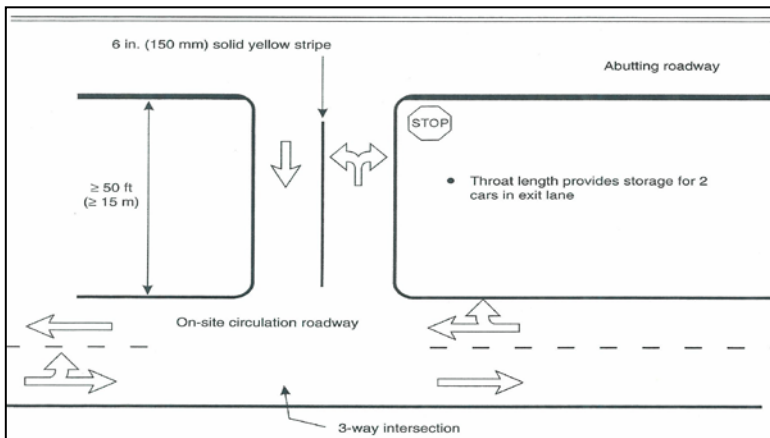 6 in. (150 mm) solid yellow stripe
Abutting roadway
STOP
≥ 50 ft
(≥ 15 m)
• Throat length provides storage for 2
cars in exit lane
On-site circulation roadway
3-way intersection